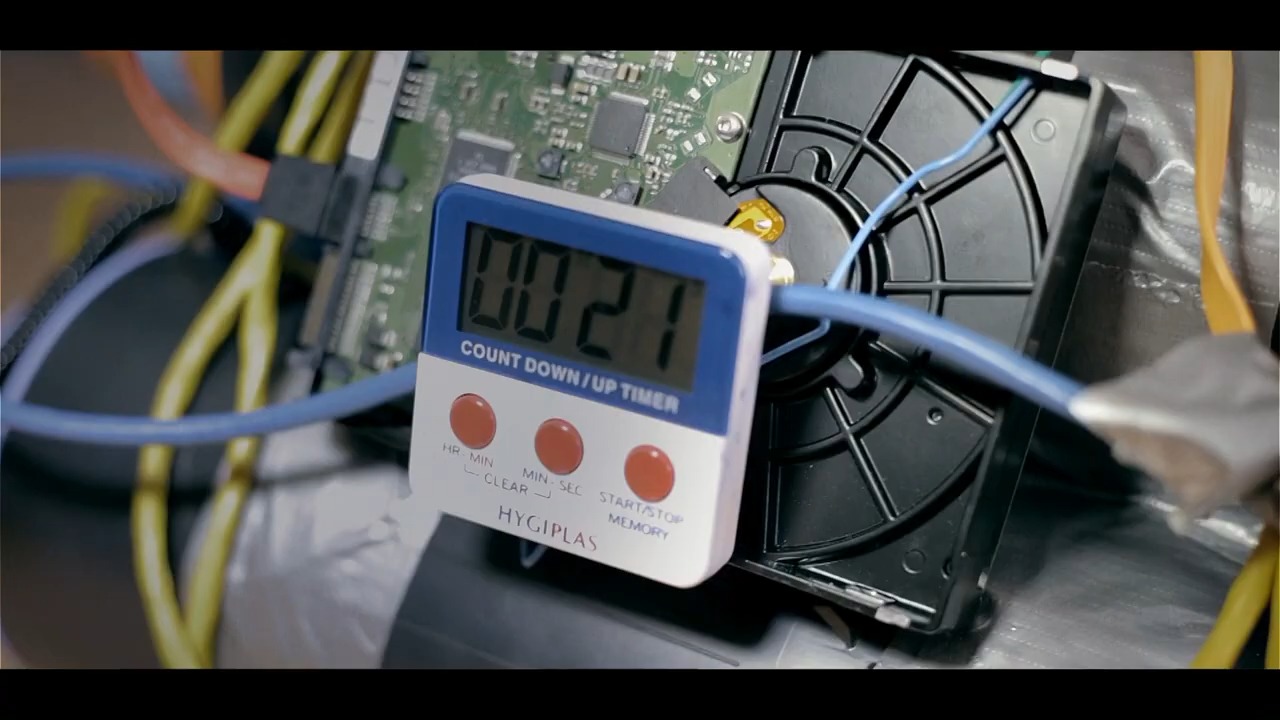 0021
COUNT DOWN / UP TIMER
HR - MIN
MIN - SEC
CLEAR
START/STOP
MEMORY
HYGIPLAS